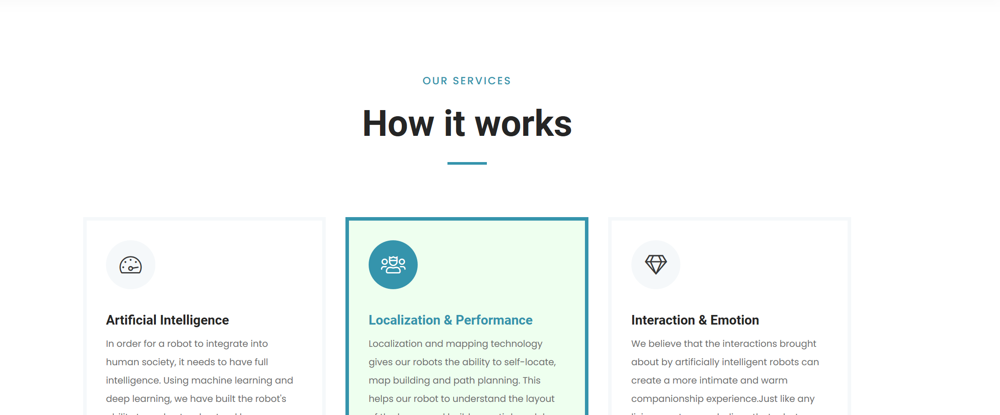 OUR SERVICES
How it works
Artificial Intelligence
In order for a robot to integrate into
human society, it needs to have full
intelligence. Using machine learning and
deep learning, we have built the robot's
Localization & Performance
Localization and mapping technology
gives our robots the ability to self-locate,
map building and path planning. This
helps our robot to understand the layout
Interaction & Emotion
We believe that the interactions brought
about by artificially intelligent robots can
create a more intimate and warm
companionship experience.Just like any